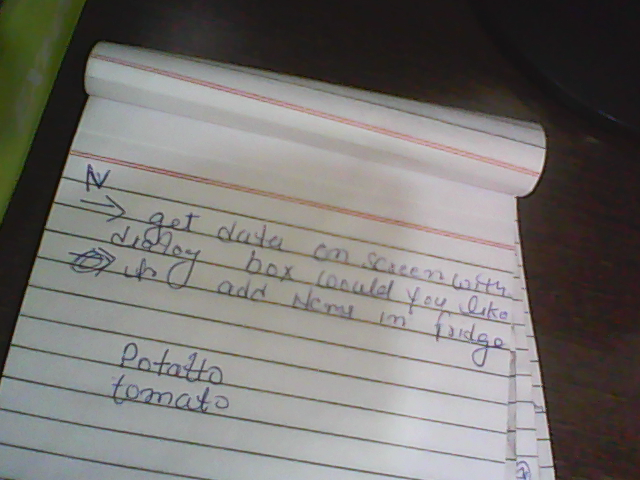 N
→ get data on screen with
dialog box would you like
to add items in fridge
Potatto
tomato